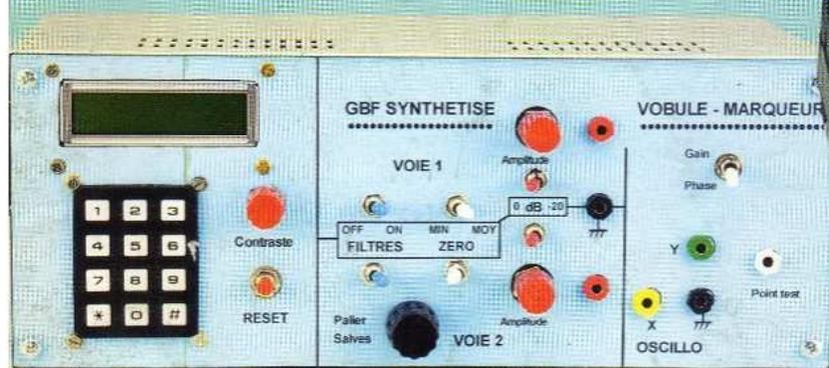 GBF SYNTHETISE
VOBULE - MARQUEUR
VOIE 1
Amplitude
Gain
Phase
1 2 3
4 5 6
7 8 9
* 0 #
Contraste
RESET
OFF ON MIN MOY
FILTRES ZERO
0 dB -20
Y
Point test
X
OSCILLO
Amplitude
Palier
Salves
VOIE 2